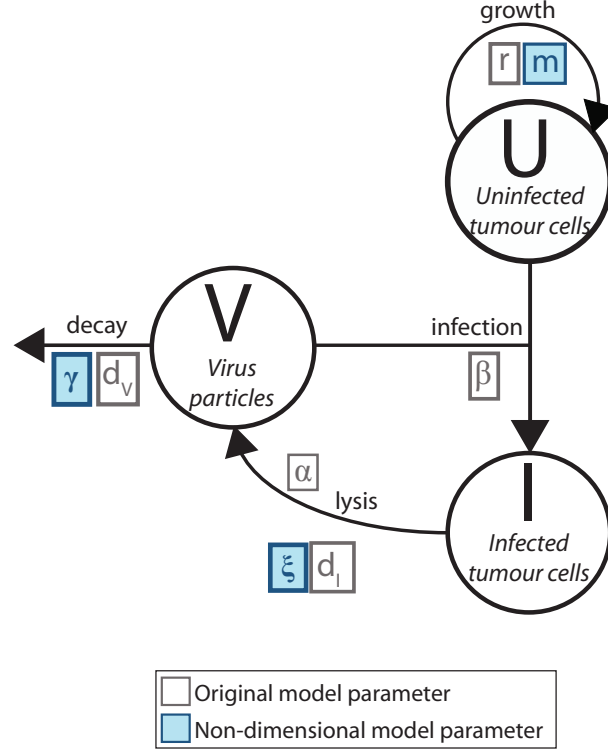 growth
r m
U
Uninfected
tumour cells
decay
V
infection
γ d_V
Virus
particles
β
α
lysis
I
Infected
tumour cells
ξ d_I
Original model parameter
Non-dimensional model parameter